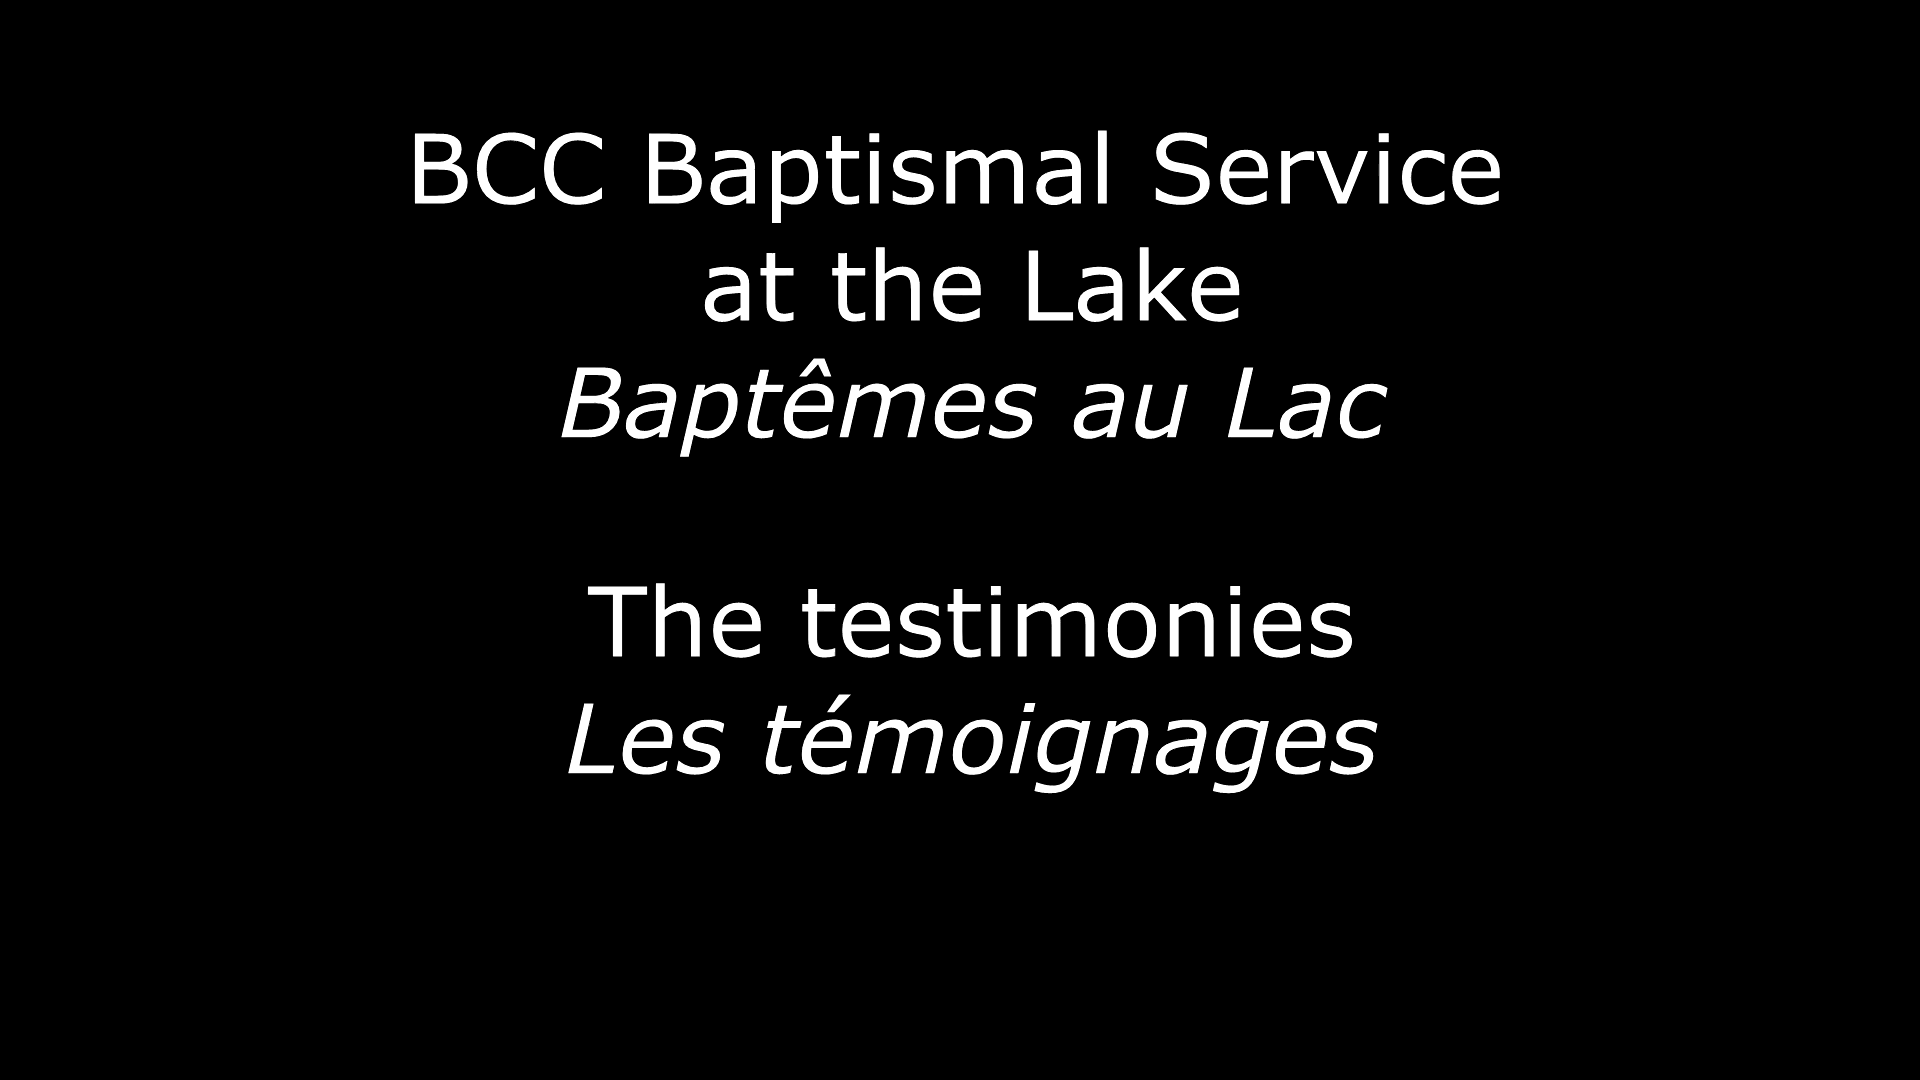 BCC Baptismal Service
at the Lake
Baptêmes au Lac
The testimonies
Les témoignages